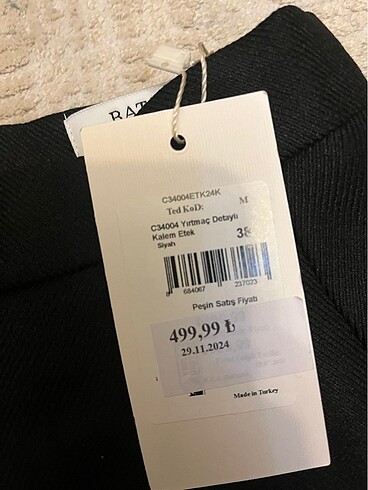 BAT
C34004ETK24K
Ted KoD: M
C34004 Yırtmaç Detaylı
Kalem Etek 38
Siyah
684067 237023
Peşin Satış Fiyatı
499,99 ₺
29.11.2024
Made in Turkey